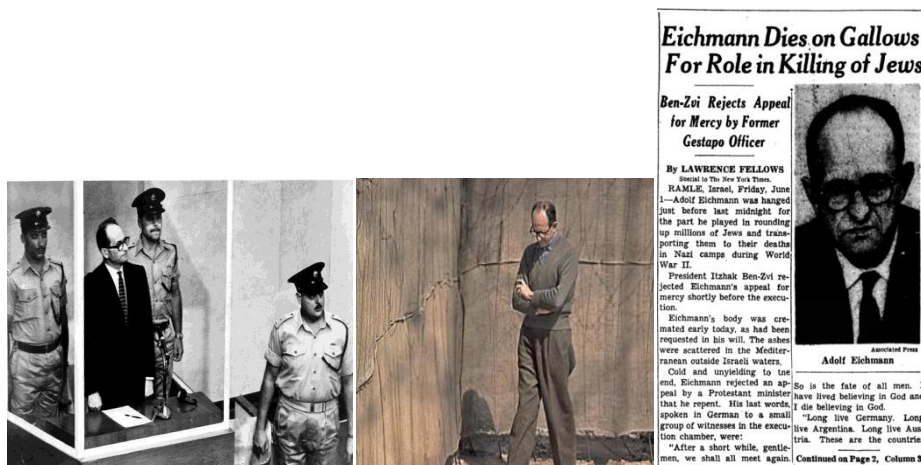 Eichmann Dies on Gallows
For Role in Killing of Jews
Ben-Zvi Rejects Appeal
for Mercy by Former
Gestapo Officer
By LAWRENCE FELLOWS
Special to The New York Times.
RAMLE, Israel, Friday, June
1—Adolf Eichmann was hanged
just before last midnight for
the part he played in rounding
up millions of Jews and trans-
porting them to their deaths
in Nazi camps during World
War II.
President Itzhak Ben-Zvi re-
jected Eichmann's appeal for
mercy shortly before the execu-
tion.
Eichmann's body was cre-
mated early today, as had been
requested in his will. The ashes
were scattered in the Mediter-
ranean outside Israeli waters.
Cold and unyielding to the
end, Eichmann rejected an ap-
peal by a Protestant minister
that he repent. His last words,
spoken in German to a small
group of witnesses in the execu-
tion chamber, were:
"After a short while, gentle-
men, we shall all meet again.
Associated Press
Adolf Eichmann
So is the fate of all men.
have lived believing in God and
I die believing in God.
"Long live Germany. Long
live Argentina. Long live Aus-
tria. These are the countries
Continued on Page 2, Column 3